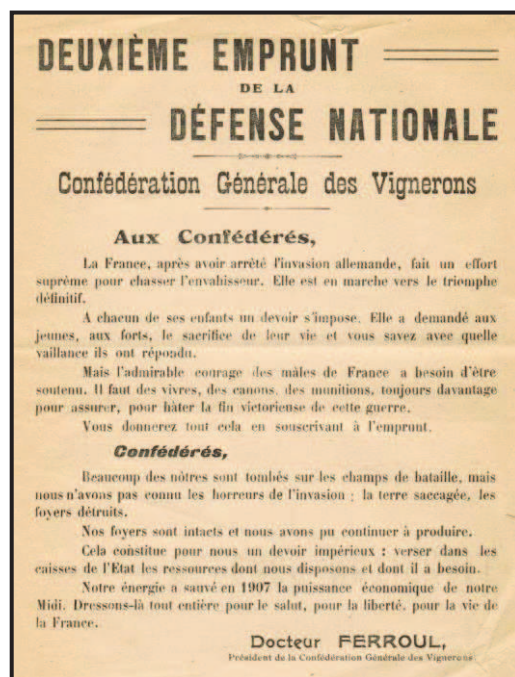 DEUXIÈME EMPRUNT
DE LA
DÉFENSE NATIONALE
Confédération Générale des Vignerons
Aux Confédérés,
La France, après avoir arrêté l'invasion allemande, fait un effort
suprême pour chasser l'envahisseur. Elle est en marche vers le triomphe
définitif.
A chacun de ses enfants un devoir s'impose. Elle a demandé aux
jeunes, aux forts, le sacrifice de leur vie et vous savez avec quelle
vaillance ils ont répondu.
Mais l'admirable courage des mâles de France a besoin d'être
soutenu. Il faut des vivres, des canons, des munitions, toujours davantage
pour assurer, pour hâter la fin victorieuse de cette guerre.
Vous donnerez tout cela en souscrivant à l'emprunt.
Confédérés,
Beaucoup des nôtres sont tombés sur les champs de bataille, mais
nous n'avons pas connu les horreurs de l'invasion ; la terre saccagée, les
foyers détruits.
Nos foyers sont intacts et nous avons pu continuer à produire.
Cela constitue pour nous un devoir impérieux : verser dans les
caisses de l'Etat les ressources dont nous disposons et dont il a besoin.
Notre énergie a sauvé en 1907 la puissance économique de notre
Midi. Dressons-là tout entière pour le salut, pour la liberté, pour la vie de
la France.
Docteur FERROUL,
Président de la Confédération Générale des Vignerons